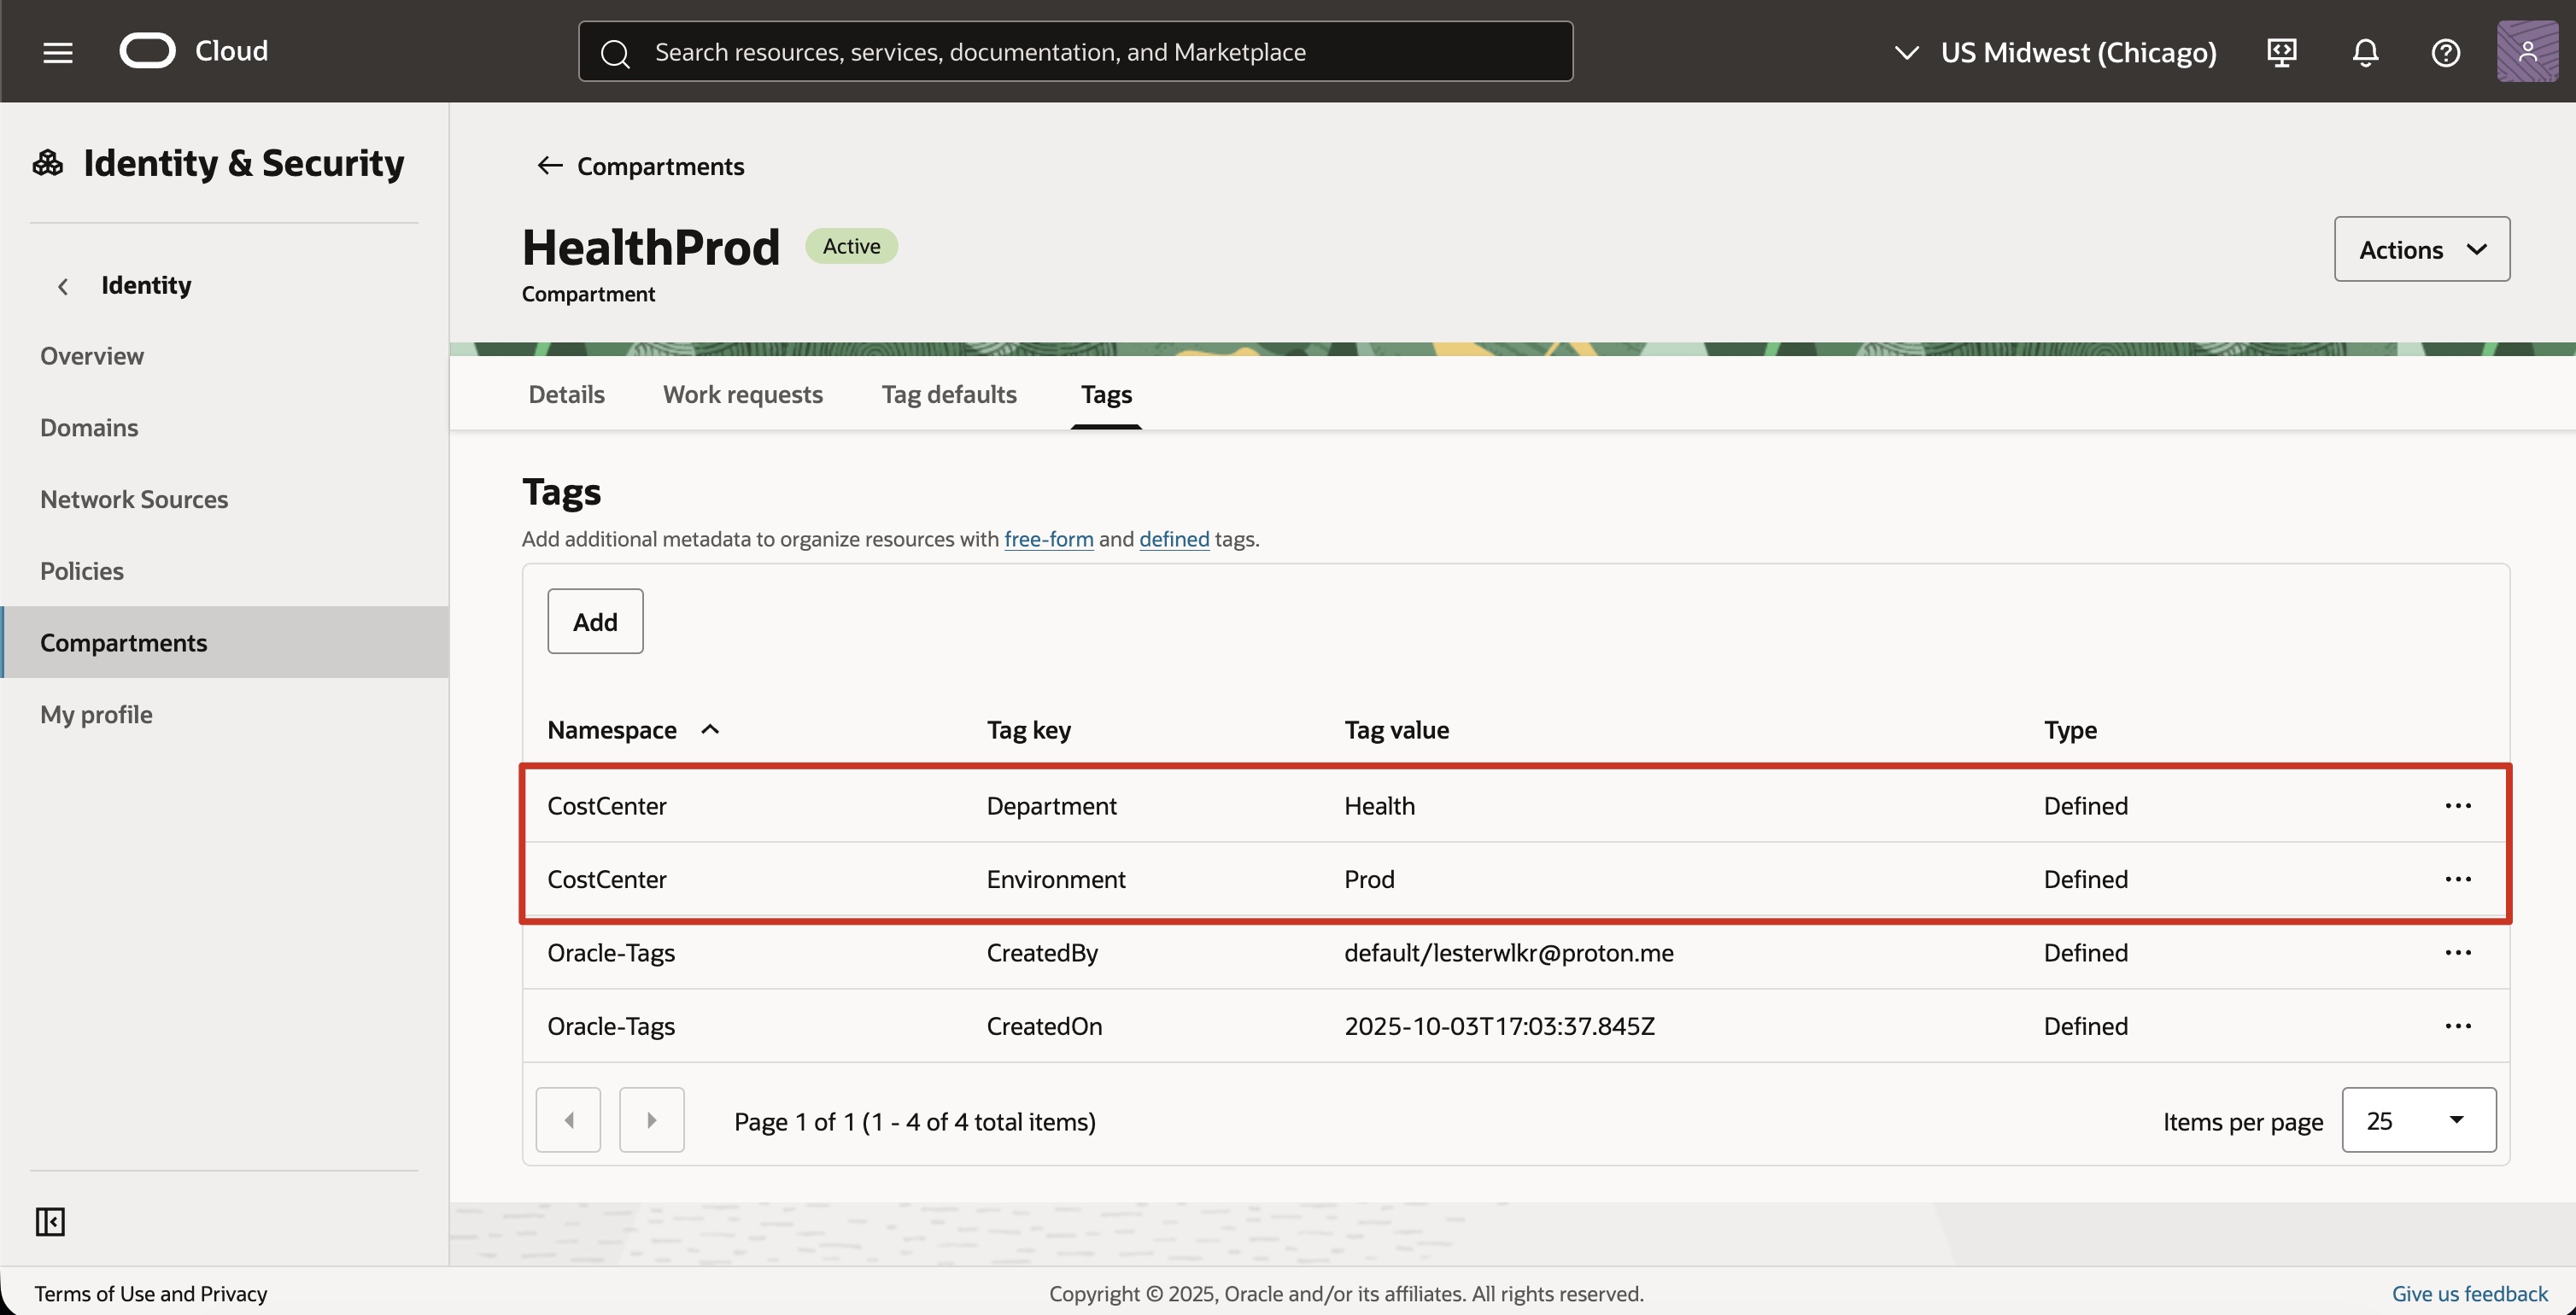 Cloud
Search resources, services, documentation, and Marketplace
US Midwest (Chicago)
Identity & Security
Identity
Overview
Domains
Network Sources
Policies
Compartments
My profile
Compartments
HealthProd
Active
Compartment
Actions
Details
Work requests
Tag defaults
Tags
Tags
Add additional metadata to organize resources with free-form and defined tags.
Add
Namespace Tag key Tag value Type
CostCenter Department Health Defined
CostCenter Environment Prod Defined
Oracle-Tags CreatedBy default/lesterwlkr@proton.me Defined
Oracle-Tags CreatedOn 2025-10-03T17:03:37.845Z Defined
Page 1 of 1 (1 - 4 of 4 total items)
Items per page 25
Terms of Use and Privacy
Copyright © 2025, Oracle and/or its affiliates. All rights reserved.
Give us feedback